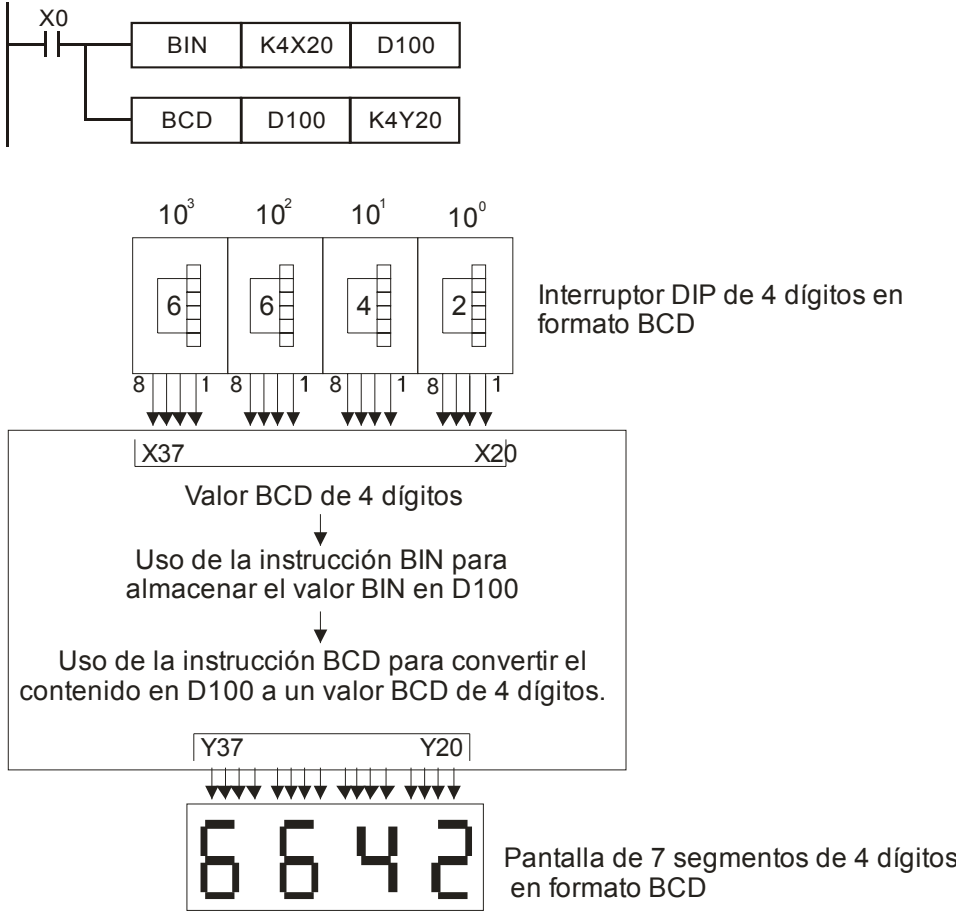 X0
BIN K4X20 D100
BCD D100 K4Y20
10³ 10² 10¹ 10⁰
6 6 4 2
Interruptor DIP de 4 dígitos en
formato BCD
8 1 8 1 8 1 8 1
X37 X20
Valor BCD de 4 dígitos
Uso de la instrucción BIN para
almacenar el valor BIN en D100
Uso de la instrucción BCD para convertir el
contenido en D100 a un valor BCD de 4 dígitos.
Y37 Y20
6 6 4 2
Pantalla de 7 segmentos de 4 dígitos
en formato BCD